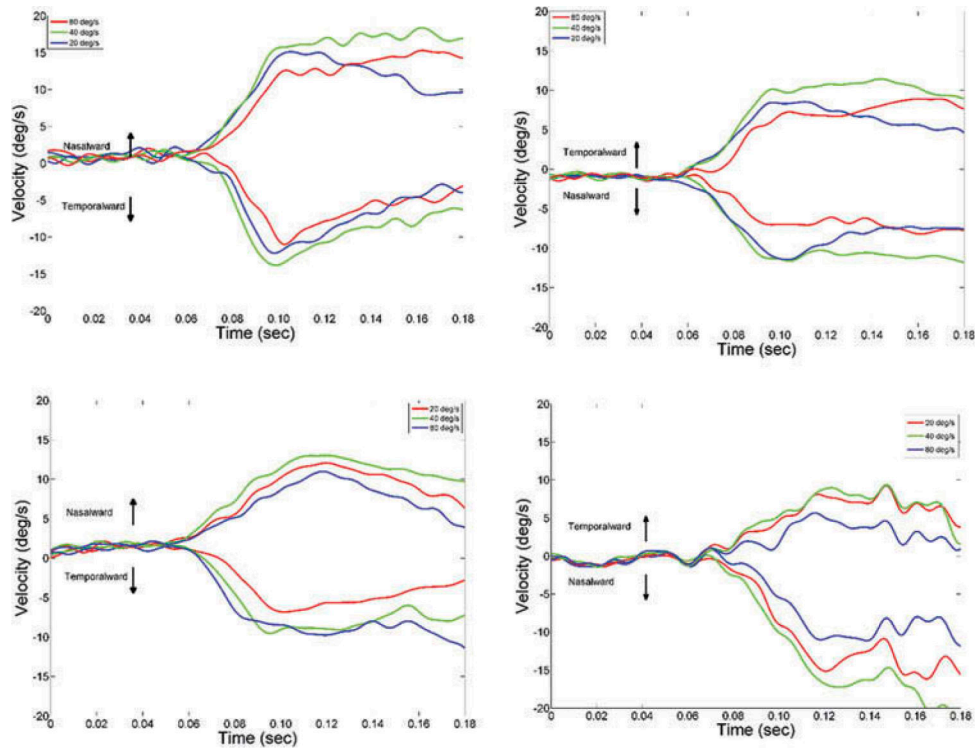 20
80 deg/s
40 deg/s
20 deg/s
15
10
5
0
-5
-10
-15
-20
Velocity (deg/s)
Nasalward
Temporalward
0 0.02 0.04 0.06 0.08 0.10 0.12 0.14 0.16 0.18
Time (sec)
20
80 deg/s
40 deg/s
20 deg/s
15
10
5
0
-5
-10
-15
-20
Velocity (deg/s)
Temporalward
Nasalward
0 0.02 0.04 0.06 0.08 0.10 0.12 0.14 0.16 0.18
Time (sec)
20
20 deg/s
40 deg/s
80 deg/s
15
10
5
0
-5
-10
-15
-20
Velocity (deg/s)
Nasalward
Temporalward
0 0.02 0.04 0.06 0.08 0.10 0.12 0.14 0.16 0.18
Time (sec)
20
20 deg/s
40 deg/s
80 deg/s
15
10
5
0
-5
-10
-15
-20
Velocity (deg/s)
Temporalward
Nasalward
0 0.02 0.04 0.06 0.08 0.10 0.12 0.14 0.16 0.18
Time (sec)